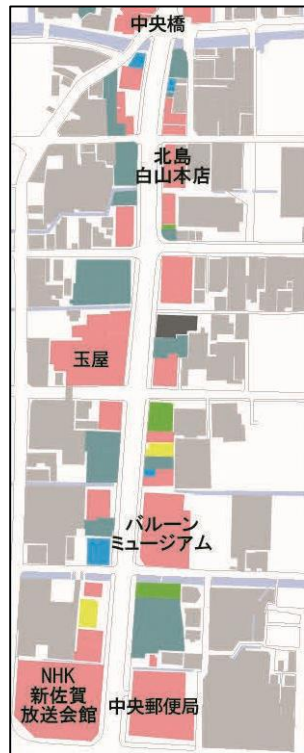 中央橋
北島
白山本店
玉屋
バルーン
ミュージアム
NHK
新佐賀
放送会館
中央郵便局